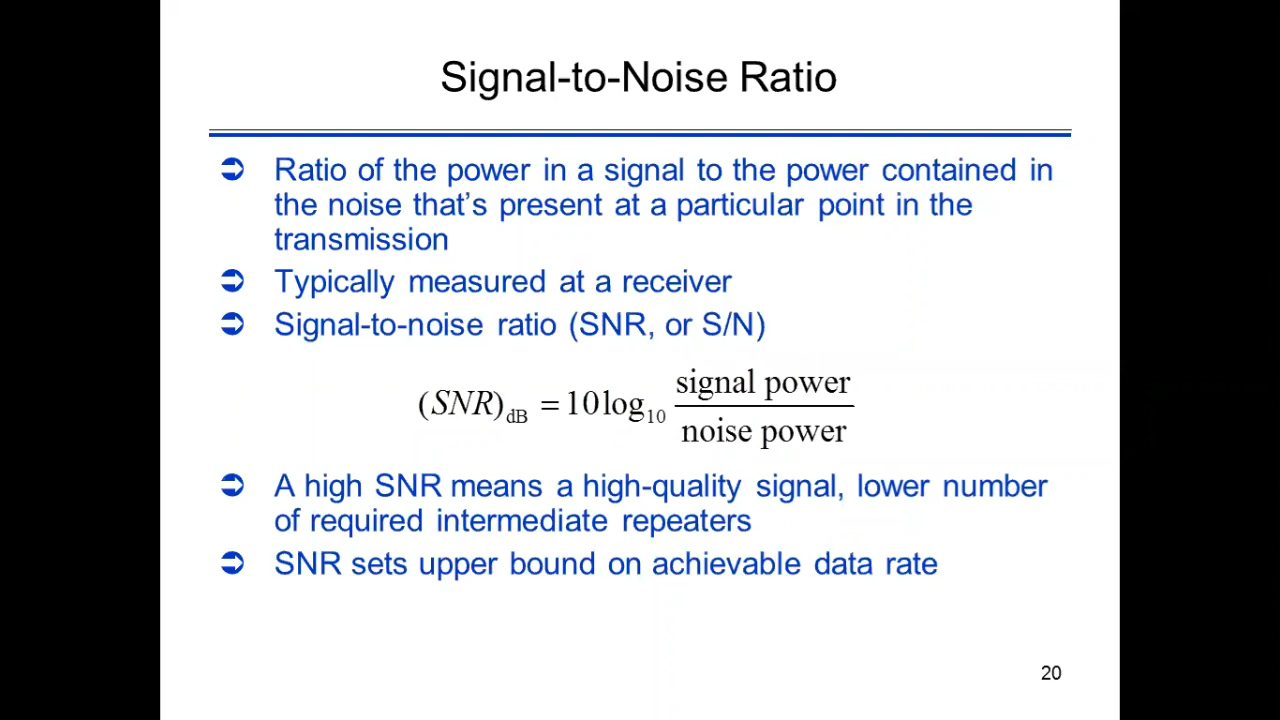 Signal-to-Noise Ratio
➲ Ratio of the power in a signal to the power contained in
the noise that’s present at a particular point in the
transmission
➲ Typically measured at a receiver
➲ Signal-to-noise ratio (SNR, or S/N)
(SNR)dB = 10 log10 signal power / noise power
➲ A high SNR means a high-quality signal, lower number
of required intermediate repeaters
➲ SNR sets upper bound on achievable data rate
20